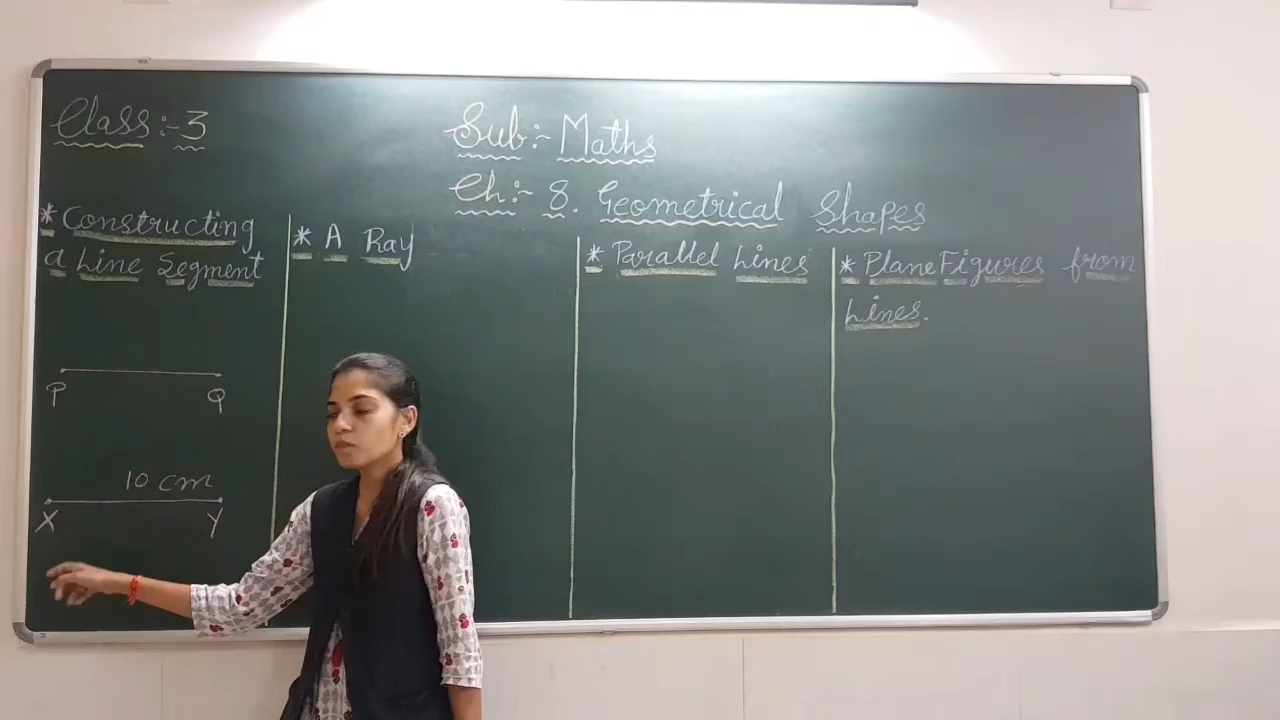 Class:-3
Sub:- Maths
Ch:- 8. Geometrical Shapes
* Constructing
a Line Segment
P Q
10 cm
X Y
* A Ray
* Parallel Lines
* Plane Figures from
Lines.